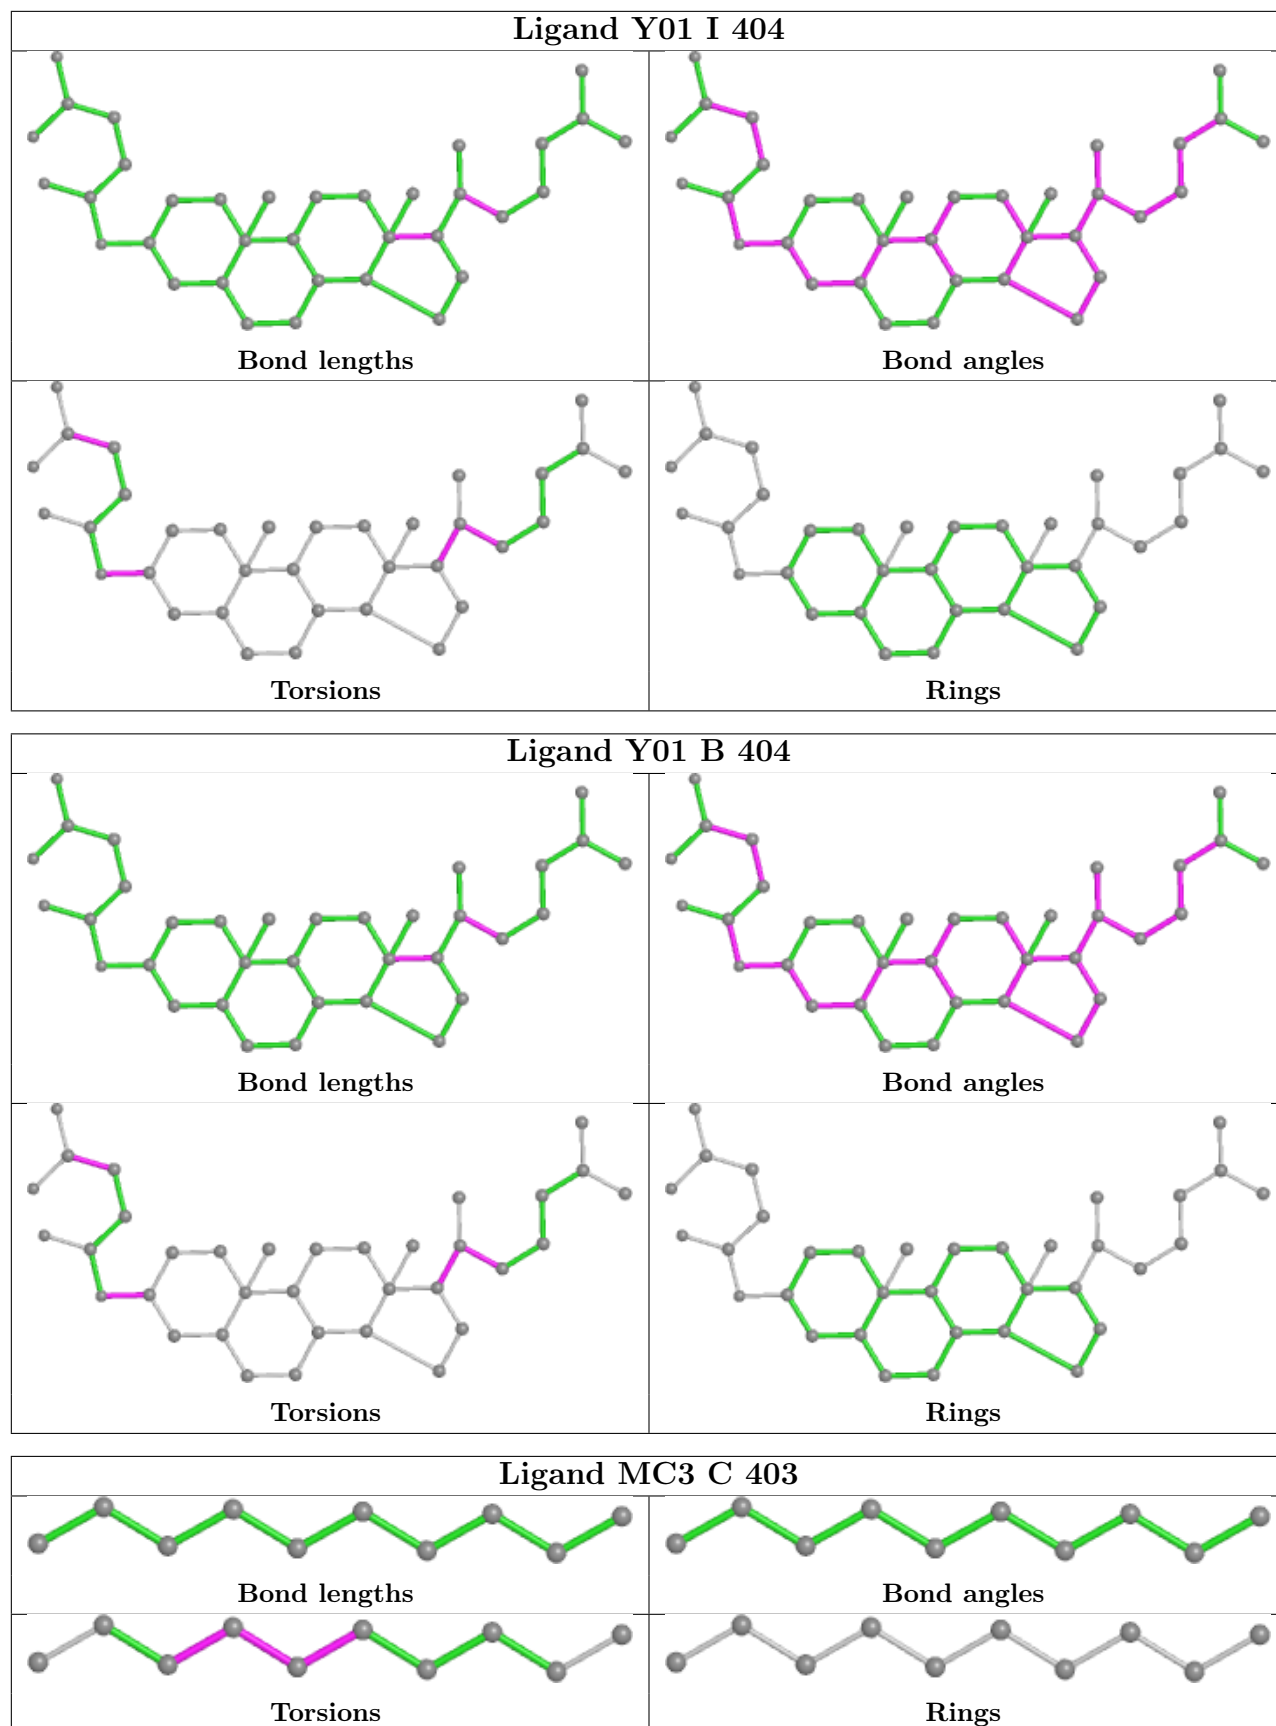 Ligand Y01 I 404
Bond lengths
Bond angles
Torsions
Rings
Ligand Y01 B 404
Bond lengths
Bond angles
Torsions
Rings
Ligand MC3 C 403
Bond lengths
Bond angles
Torsions
Rings